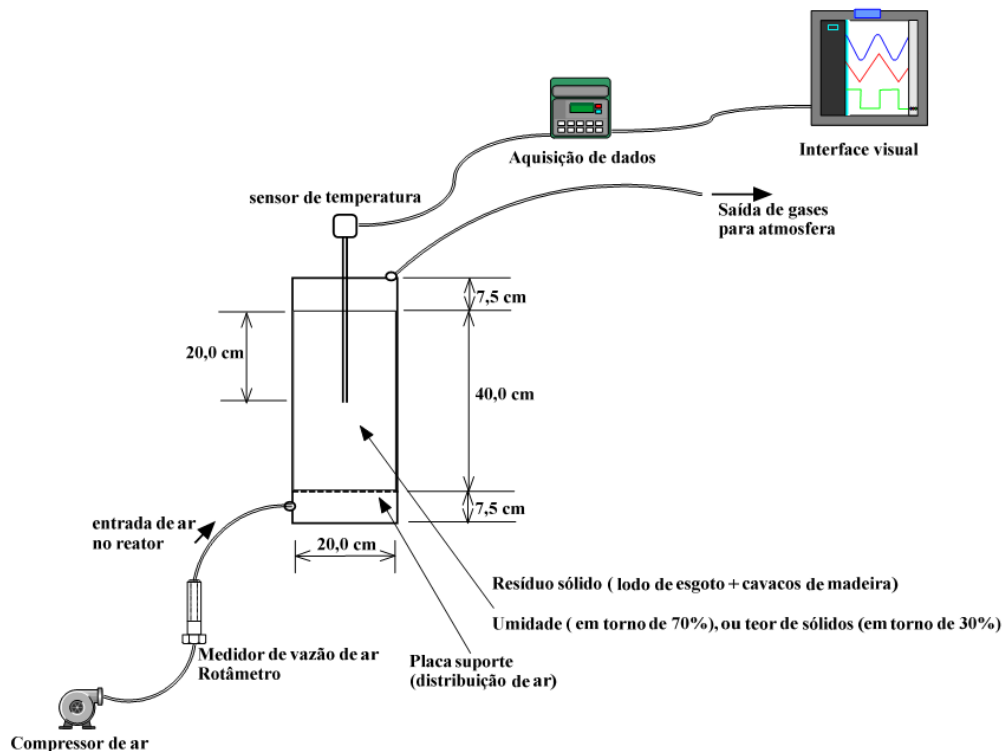 Aquisição de dados
Interface visual
sensor de temperatura
Saída de gases
para atmosfera
7,5 cm
20,0 cm
40,0 cm
7,5 cm
entrada de ar
no reator
20,0 cm
Resíduo sólido ( lodo de esgoto + cavacos de madeira)
Umidade ( em torno de 70%), ou teor de sólidos (em torno de 30%)
Placa suporte
(distribuição de ar)
Medidor de vazão de ar
Rotâmetro
Compressor de ar